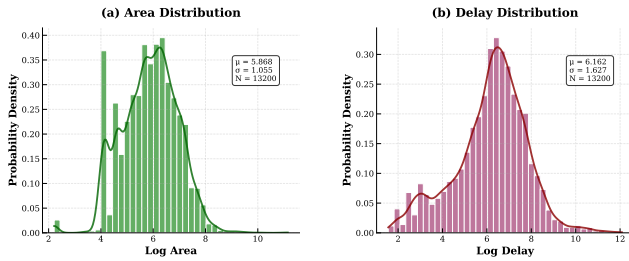 (a) Area Distribution
Probability Density
0.40
0.35
0.30
0.25
0.20
0.15
0.10
0.05
0.00
μ = 5.868
σ = 1.055
N = 13200
2 4 6 8 10
Log Area
(b) Delay Distribution
Probability Density
0.30
0.25
0.20
0.15
0.10
0.05
0.00
μ = 6.162
σ = 1.627
N = 13200
2 4 6 8 10 12
Log Delay